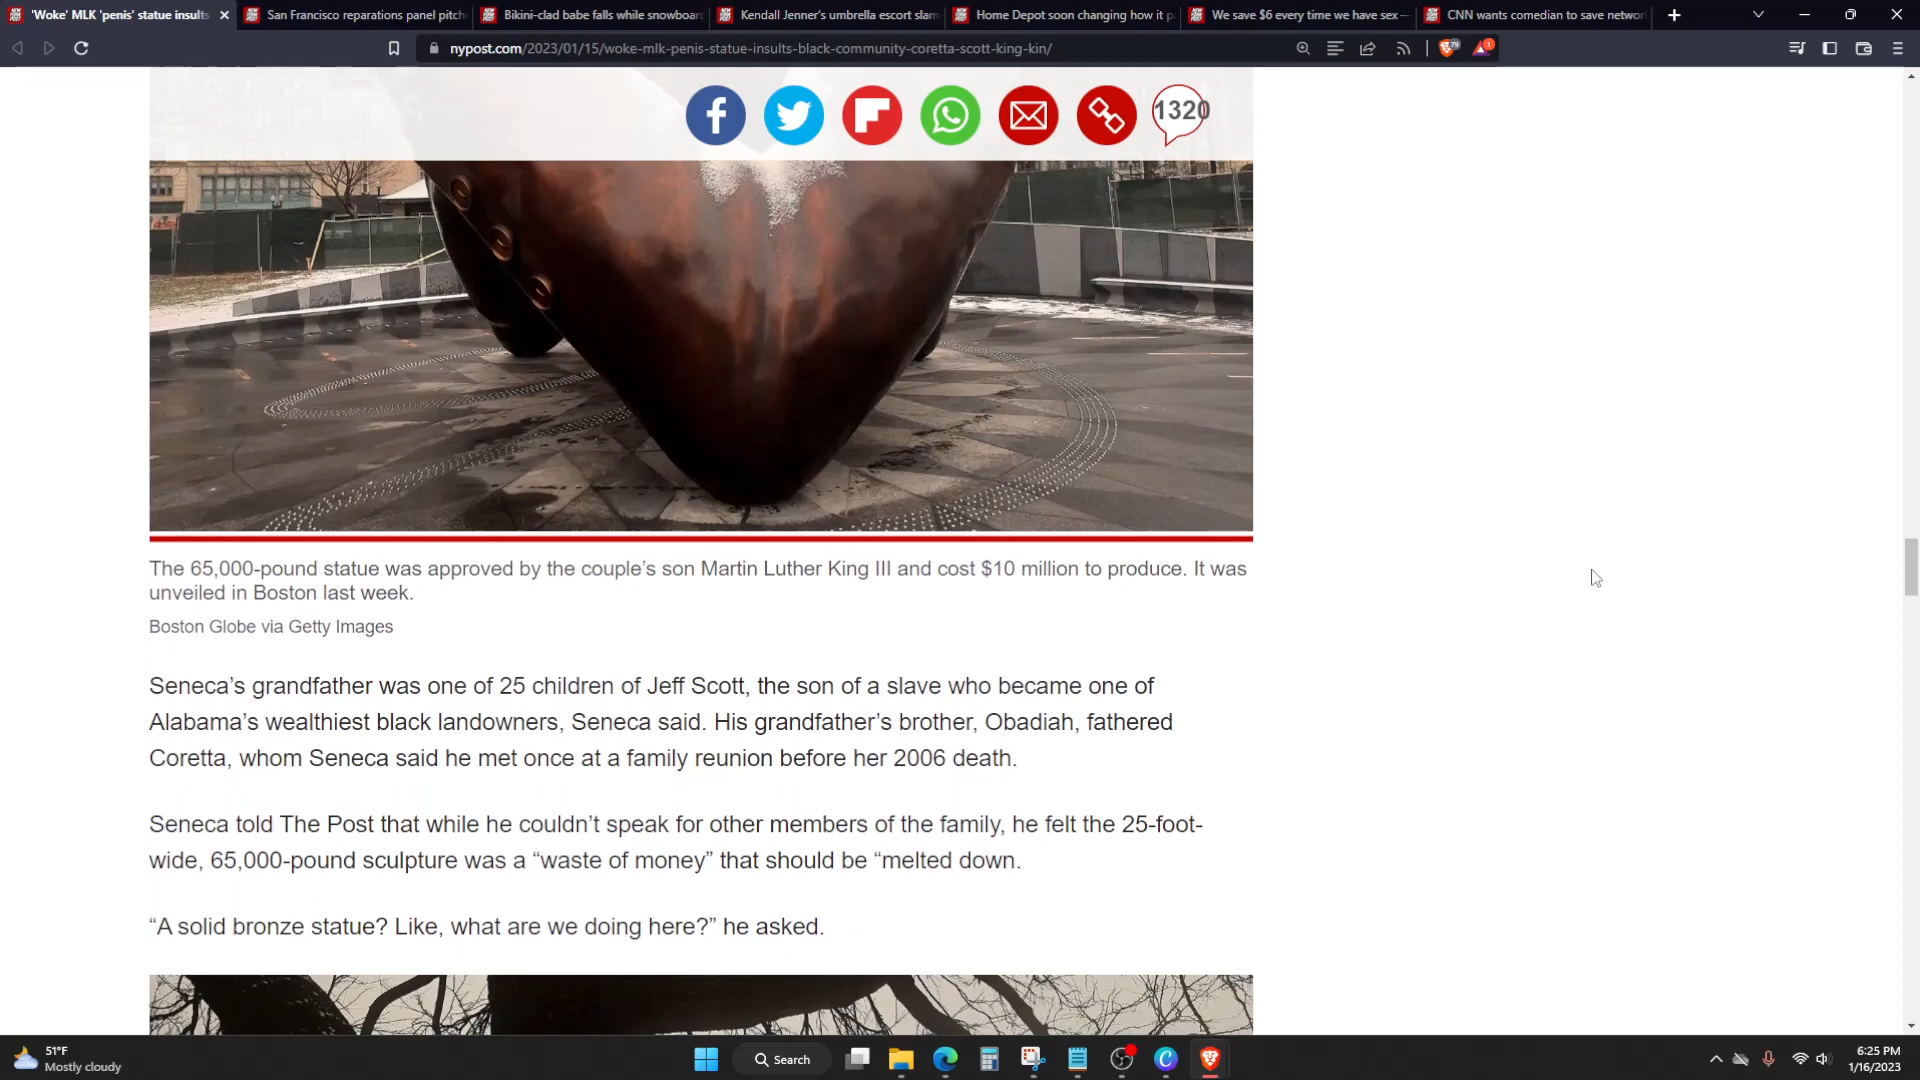 'Woke' MLK 'penis' statue insults
San Francisco reparations panel pitch
Bikini-clad babe falls while snowboar
Kendall Jenner's umbrella escort slam
Home Depot soon changing how it p
We save $6 every time we have sex —
CNN wants comedian to save networ
nypost.com/2023/01/15/woke-mlk-penis-statue-insults-black-community-coretta-scott-king-kin/
79
1
1320
The 65,000-pound statue was approved by the couple's son Martin Luther King III and cost $10 million to produce. It was
unveiled in Boston last week.
Boston Globe via Getty Images
Seneca's grandfather was one of 25 children of Jeff Scott, the son of a slave who became one of
Alabama's wealthiest black landowners, Seneca said. His grandfather's brother, Obadiah, fathered
Coretta, whom Seneca said he met once at a family reunion before her 2006 death.
Seneca told The Post that while he couldn't speak for other members of the family, he felt the 25-foot-
wide, 65,000-pound sculpture was a “waste of money” that should be “melted down.
“A solid bronze statue? Like, what are we doing here?” he asked.
51°F
Mostly cloudy
Search
6:25 PM
1/16/2023